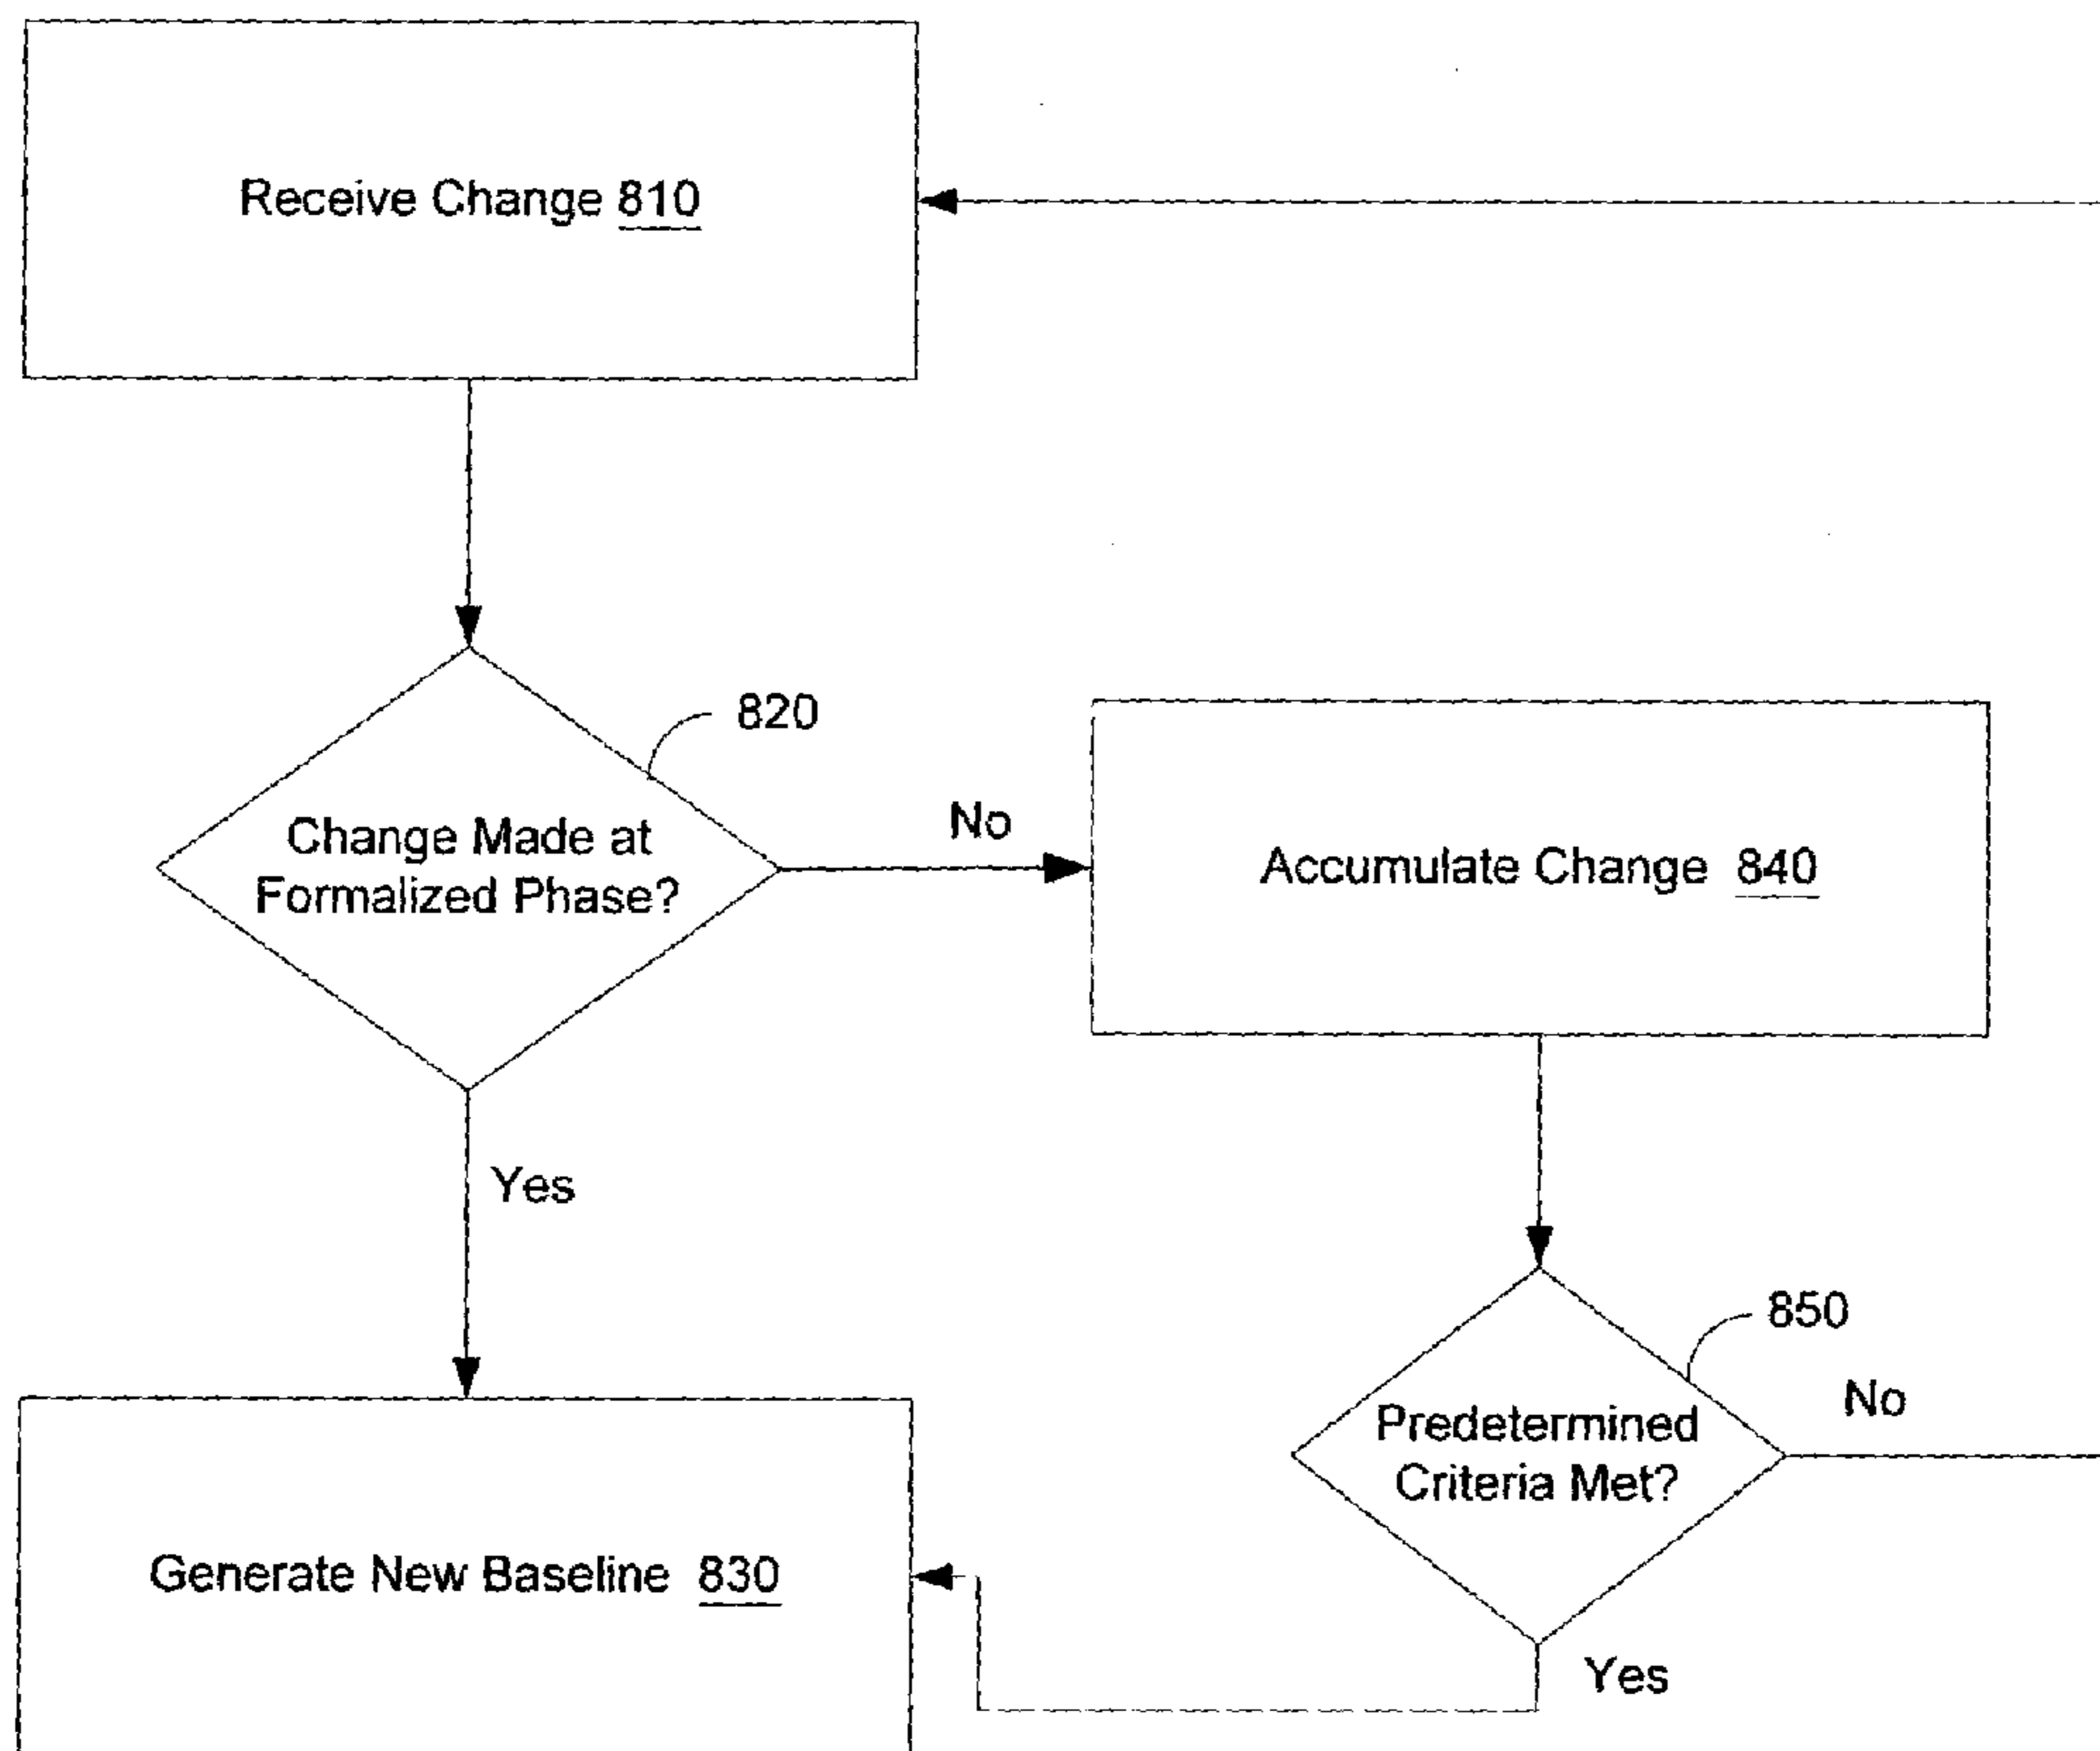 Receive Change 810
820
Change Made at
Formalized Phase?
No
Accumulate Change 840
Yes
850
Predetermined
Criteria Met?
No
Generate New Baseline 830
Yes